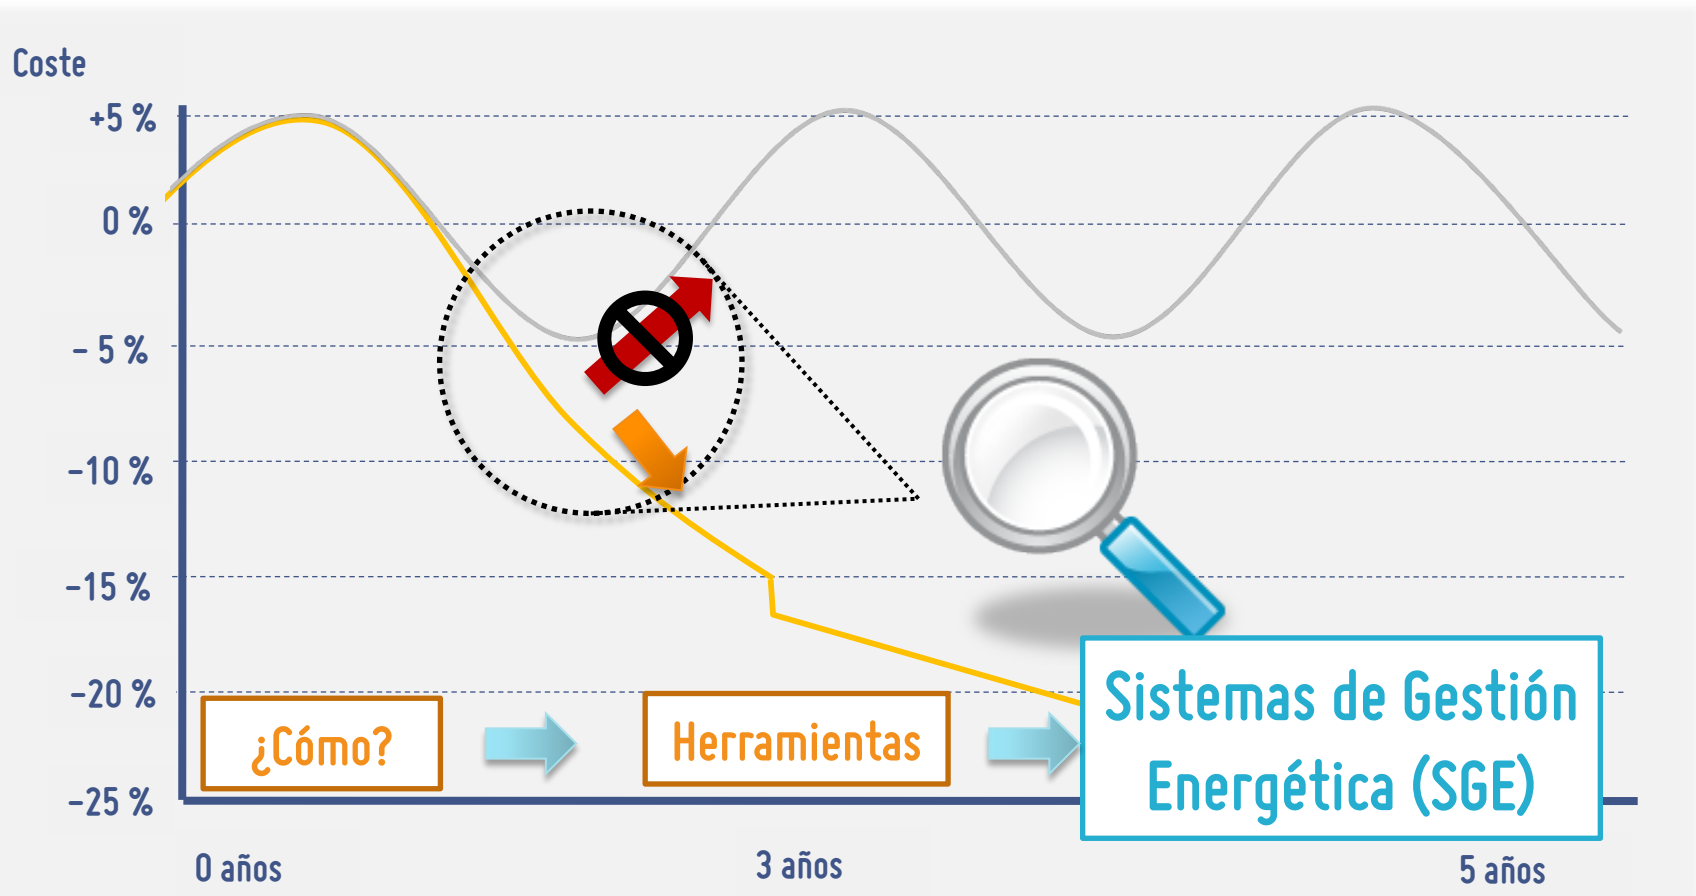 Coste
+5 %
0 %
- 5 %
-10 %
-15 %
-20 %
-25 %
¿Cómo?
Herramientas
Sistemas de Gestión
Energética (SGE)
0 años
3 años
5 años